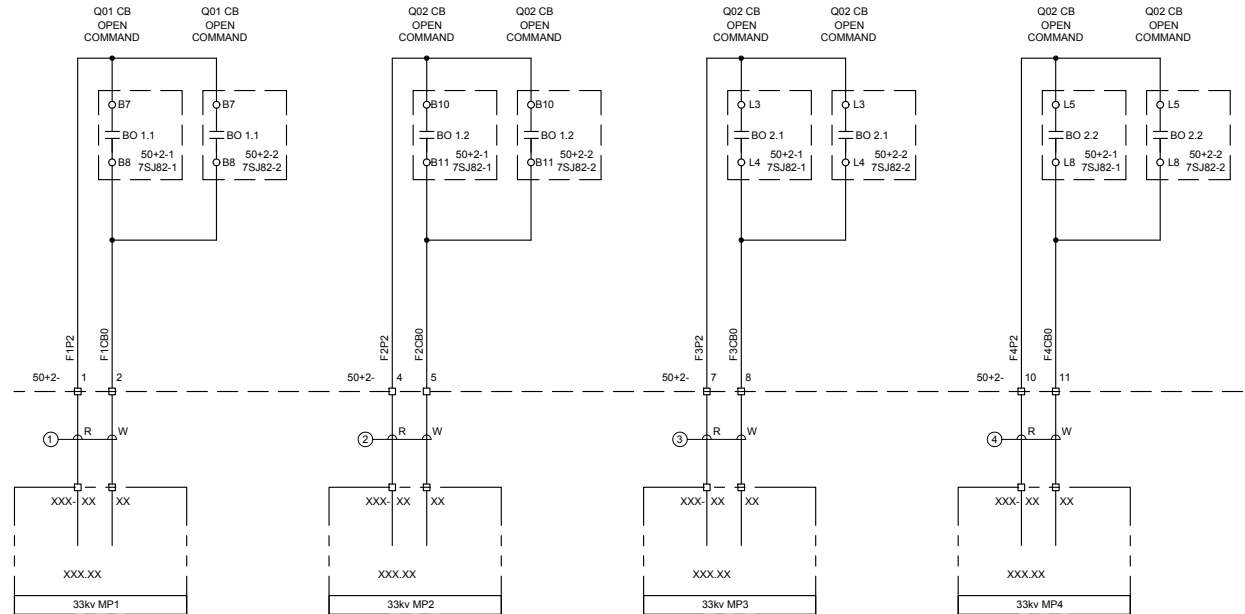 Q01 CB
OPEN
COMMAND
Q01 CB
OPEN
COMMAND
Q02 CB
OPEN
COMMAND
Q02 CB
OPEN
COMMAND
Q02 CB
OPEN
COMMAND
Q02 CB
OPEN
COMMAND
Q02 CB
OPEN
COMMAND
Q02 CB
OPEN
COMMAND
B7
BO 1.1
B8
50+2-1
7SJ82-1
B7
BO 1.1
B8
50+2-2
7SJ82-2
B10
BO 1.2
B11
50+2-1
7SJ82-1
B10
BO 1.2
B11
50+2-2
7SJ82-2
L3
BO 2.1
L4
50+2-1
7SJ82-1
L3
BO 2.1
L4
50+2-2
7SJ82-2
L5
BO 2.2
L8
50+2-1
7SJ82-1
L5
BO 2.2
L8
50+2-2
7SJ82-2
F1P2
F1CB0
F2P2
F2CB0
F3P2
F3CB0
F4P2
F4CB0
50+2- 1 2
50+2- 4 5
50+2- 7 8
50+2- 10 11
1 R W
2 R W
3 R W
4 R W
XXX- XX XX
XXX- XX XX
XXX- XX XX
XXX- XX XX
XXX.XX
XXX.XX
XXX.XX
XXX.XX
33kv MP1
33kv MP2
33kv MP3
33kv MP4